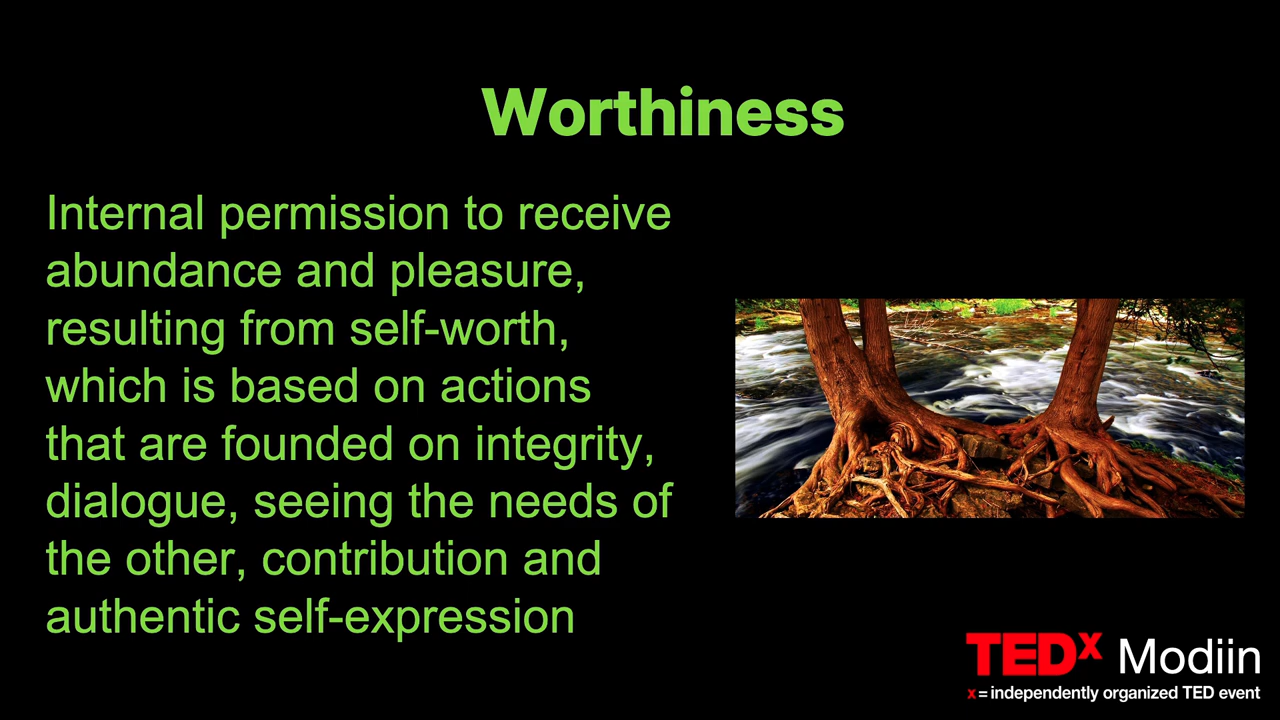 Worthiness
Internal permission to receive
abundance and pleasure,
resulting from self-worth,
which is based on actions
that are founded on integrity,
dialogue, seeing the needs of
the other, contribution and
authentic self-expression
TEDx Modiin
x = independently organized TED event